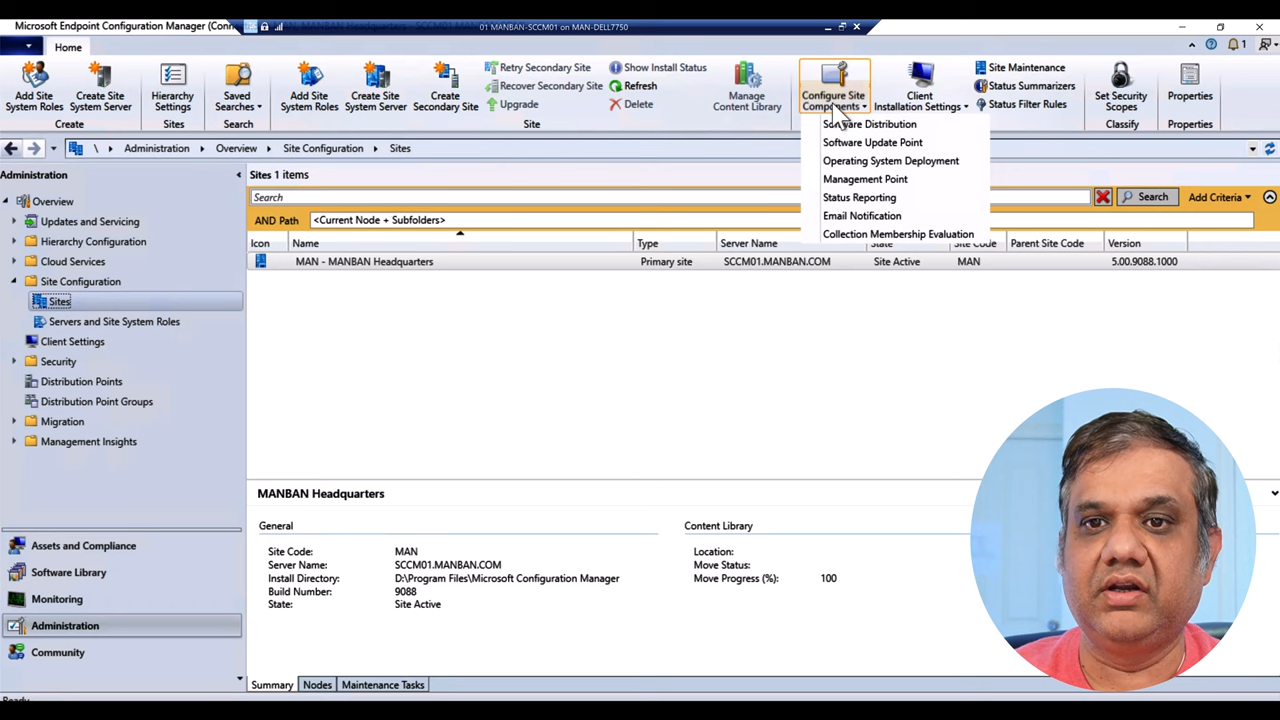 Microsoft Endpoint Configuration Manager (Conn
01 MANBAN-SCCM01 on MAN-DELL7750
Home
1
Add Site System Roles
Create Site System Server
Create
Hierarchy Settings
Sites
Saved Searches
Search
Add Site System Roles
Create Site System Server
Create Secondary Site
Retry Secondary Site
Recover Secondary Site
Upgrade
Show Install Status
Refresh
Delete
Site
Manage Content Library
Configure Site Components
Client Installation Settings
Site Maintenance
Status Summarizers
Status Filter Rules
Set Security Scopes
Classify
Properties
Properties
\ Administration Overview Site Configuration Sites
Software Distribution
Software Update Point
Operating System Deployment
Management Point
Status Reporting
Email Notification
Collection Membership Evaluation
Administration
Overview
Updates and Servicing
Hierarchy Configuration
Cloud Services
Site Configuration
Sites
Servers and Site System Roles
Client Settings
Security
Distribution Points
Distribution Point Groups
Migration
Management Insights
Assets and Compliance
Software Library
Monitoring
Administration
Community
Sites 1 items
Search
Search
Add Criteria
AND Path <Current Node + Subfolders>
Icon Name Type Server Name State Site Code Parent Site Code Version
MAN - MANBAN Headquarters Primary site SCCM01.MANBAN.COM Site Active MAN 5.00.9088.1000
MANBAN Headquarters
General
Site Code: MAN
Server Name: SCCM01.MANBAN.COM
Install Directory: D:\Program Files\Microsoft Configuration Manager
Build Number: 9088
State: Site Active
Content Library
Location:
Move Status:
Move Progress (%): 100
Summary Nodes Maintenance Tasks